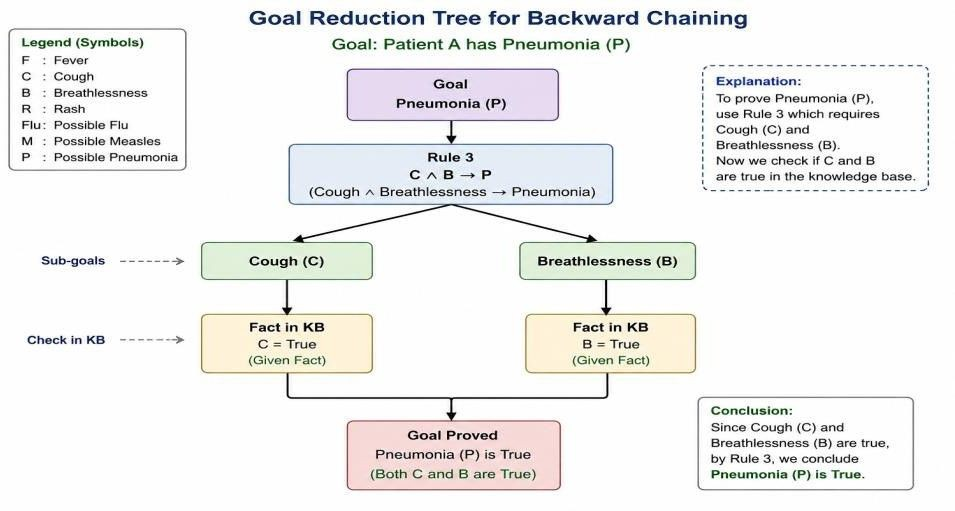 Goal Reduction Tree for Backward Chaining
Goal: Patient A has Pneumonia (P)
Legend (Symbols)
F : Fever
C : Cough
B : Breathlessness
R : Rash
Flu : Possible Flu
M : Possible Measles
P : Possible Pneumonia
Goal
Pneumonia (P)
Explanation:
To prove Pneumonia (P),
use Rule 3 which requires
Cough (C) and
Breathlessness (B).
Now we check if C and B
are true in the knowledge base.
Rule 3
C ∧ B → P
(Cough ∧ Breathlessness → Pneumonia)
Sub-goals
Cough (C)
Breathlessness (B)
Check in KB
Fact in KB
C = True
(Given Fact)
Fact in KB
B = True
(Given Fact)
Goal Proved
Pneumonia (P) is True
(Both C and B are True)
Conclusion:
Since Cough (C) and
Breathlessness (B) are true,
by Rule 3, we conclude
Pneumonia (P) is True.